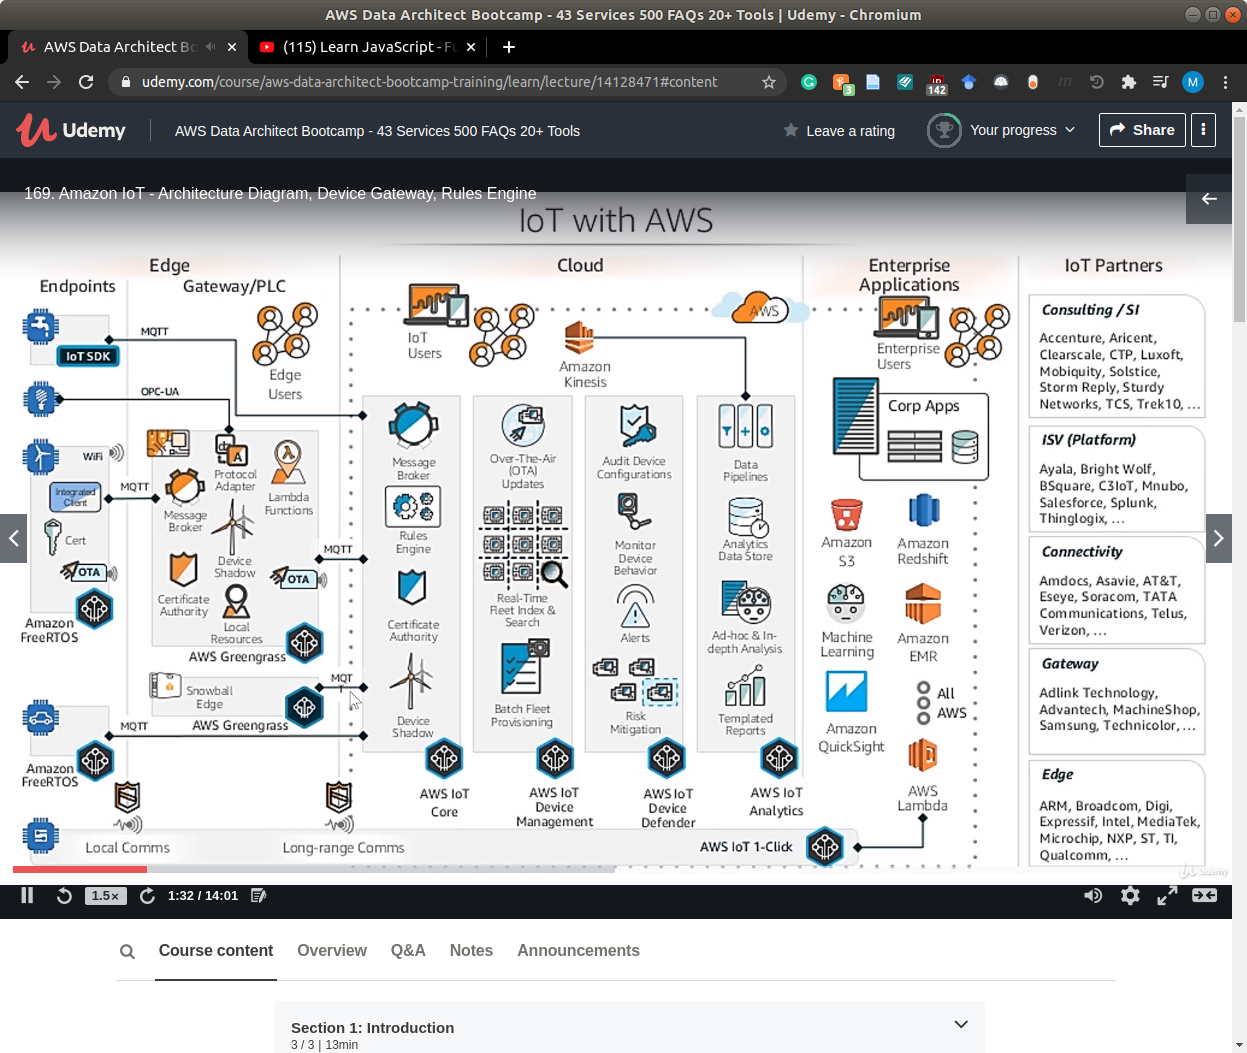 AWS Data Architect Bootcamp - 43 Services 500 FAQs 20+ Tools | Udemy - Chromium
AWS Data Architect Bo
(115) Learn JavaScript - Fu
udemy.com/course/aws-data-architect-bootcamp-training/learn/lecture/14128471#content
3
142
M
Udemy
AWS Data Architect Bootcamp - 43 Services 500 FAQs 20+ Tools
Leave a rating
Your progress
Share
169. Amazon IoT - Architecture Diagram, Device Gateway, Rules Engine
IoT with AWS
Edge
Endpoints
Gateway/PLC
MQTT
IoT SDK
OPC-UA
Edge
Users
WiFi
Integrated
Client
MQTT
Cert
OTA
Amazon
FreeRTOS
Protocol
Adapter
Lambda
Functions
Message
Broker
Device
Shadow
MQTT
OTA
Certificate
Authority
Local
Resources
AWS Greengrass
Snowball
Edge
MQT
T
AWS Greengrass
MQTT
Amazon
FreeRTOS
Local Comms
Long-range Comms
Cloud
IoT
Users
Amazon
Kinesis
AWS
Message
Broker
Rules
Engine
Certificate
Authority
Device
Shadow
AWS IoT
Core
Over-The-Air
(OTA)
Updates
Real-Time
Fleet Index &
Search
Batch Fleet
Provisioning
AWS IoT
Device
Management
Audit Device
Configurations
Monitor
Device
Behavior
Alerts
Risk
Mitigation
AWS IoT
Device
Defender
Data
Pipelines
Analytics
Data Store
Ad-hoc & In-
depth Analysis
Templated
Reports
AWS IoT
Analytics
AWS IoT 1-Click
Enterprise
Applications
Enterprise
Users
Corp Apps
Amazon
S3
Amazon
Redshift
Machine
Learning
Amazon
EMR
Amazon
QuickSight
All
AWS
AWS
Lambda
IoT Partners
Consulting / SI
Accenture, Aricent,
Clearscale, CTP, Luxoft,
Mobiquity, Solstice,
Storm Reply, Sturdy
Networks, TCS, Trek10, ...
ISV (Platform)
Ayala, Bright Wolf,
BSquare, C3IoT, Mnubo,
Salesforce, Splunk,
Thinglogix, ...
Connectivity
Amdocs, Asavie, AT&T,
Eseye, Soracom, TATA
Communications, Telus,
Verizon, ...
Gateway
Adlink Technology,
Advantech, MachineShop,
Samsung, Technicolor, ...
Edge
ARM, Broadcom, Digi,
Expressif, Intel, MediaTek,
Microchip, NXP, ST, TI,
Qualcomm, ...
Udemy
1.5x
1:32 / 14:01
Course content
Overview
Q&A
Notes
Announcements
Section 1: Introduction
3 / 3 | 13min